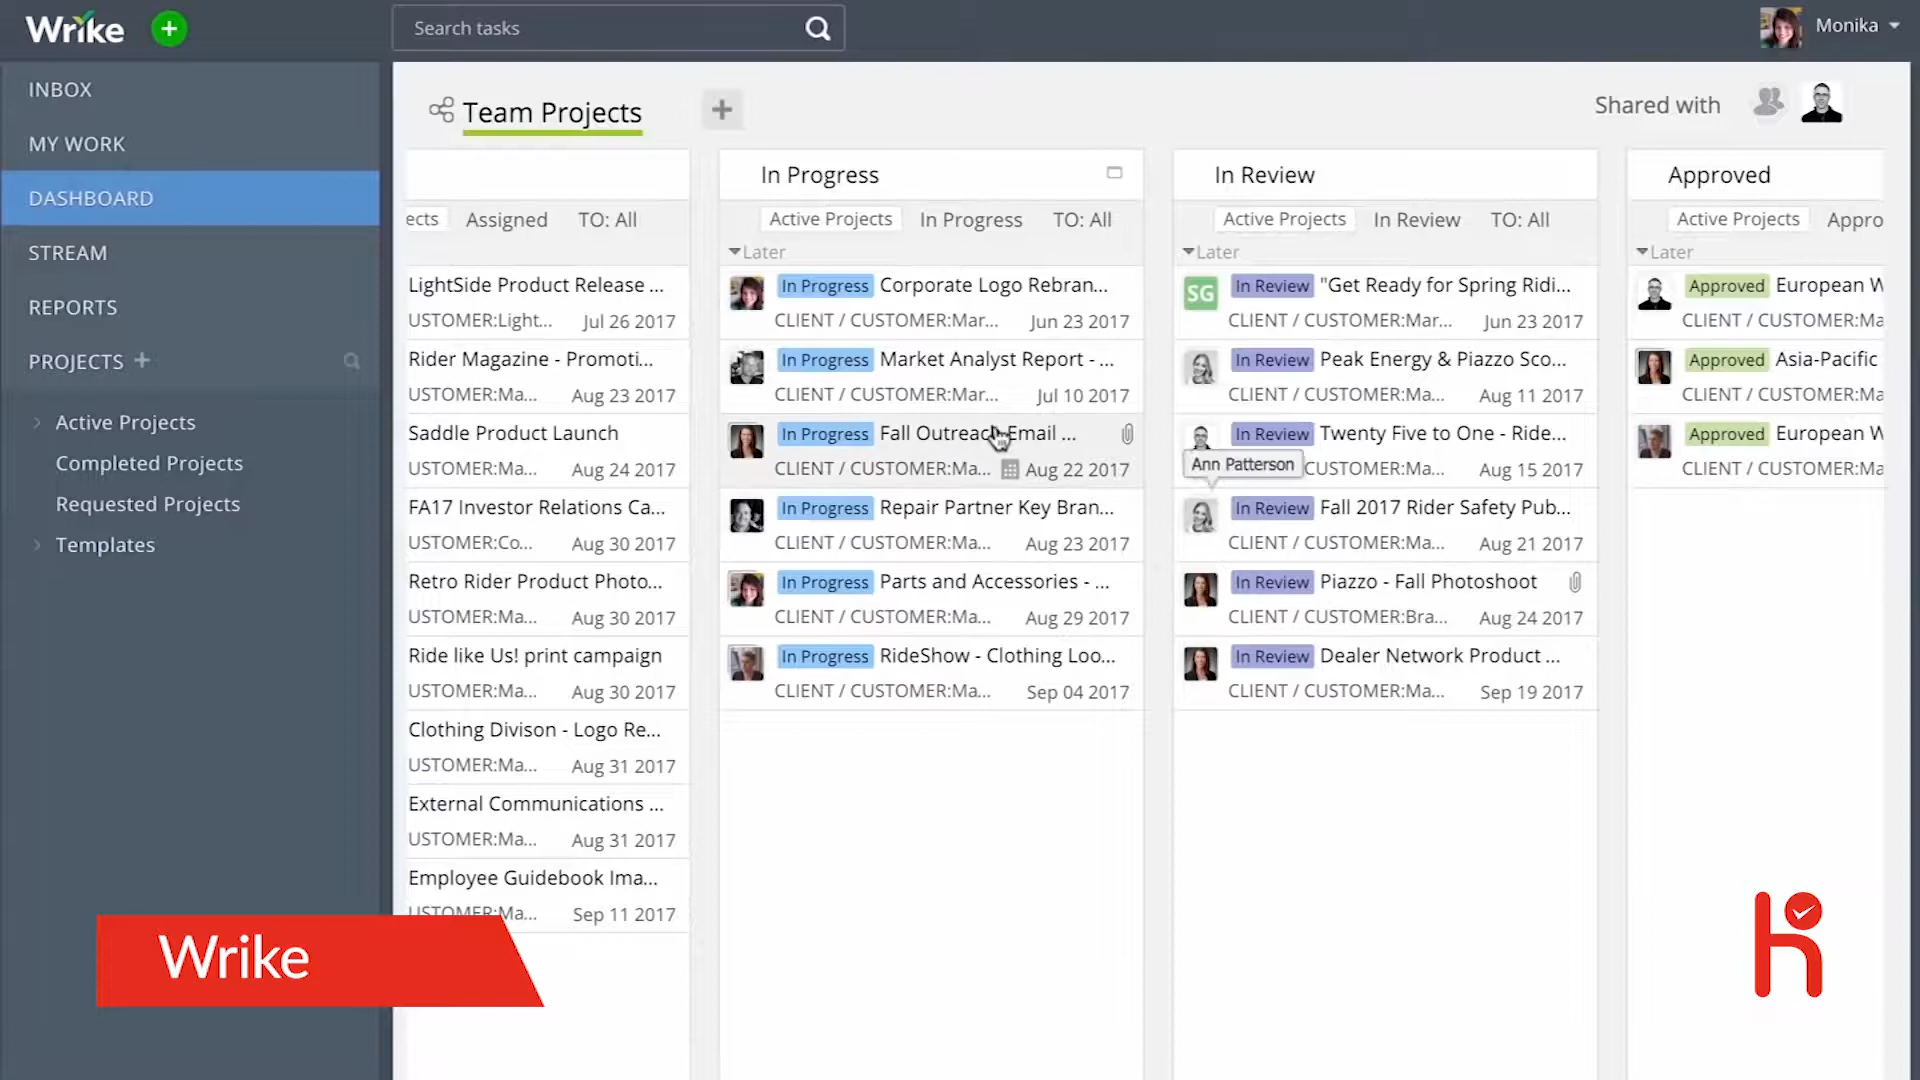 Wrike
+
Search tasks
Monika
INBOX
MY WORK
DASHBOARD
STREAM
REPORTS
PROJECTS +
Active Projects
Completed Projects
Requested Projects
Templates
Team Projects
+
Shared with
ects Assigned TO: All
LightSide Product Release ...
USTOMER:Light... Jul 26 2017
Rider Magazine - Promoti...
USTOMER:Ma... Aug 23 2017
Saddle Product Launch
USTOMER:Ma... Aug 24 2017
FA17 Investor Relations Ca...
USTOMER:Co... Aug 30 2017
Retro Rider Product Photo...
USTOMER:Ma... Aug 30 2017
Ride like Us! print campaign
USTOMER:Ma... Aug 30 2017
Clothing Divison - Logo Re...
USTOMER:Ma... Aug 31 2017
External Communications ...
USTOMER:Ma... Aug 31 2017
Employee Guidebook Ima...
USTOMER:Ma... Sep 11 2017
In Progress
Active Projects In Progress TO: All
Later
In Progress Corporate Logo Rebran...
CLIENT / CUSTOMER:Mar... Jun 23 2017
In Progress Market Analyst Report - ...
CLIENT / CUSTOMER:Mar... Jul 10 2017
In Progress Fall Outreach Email ...
CLIENT / CUSTOMER:Ma... Aug 22 2017
In Progress Repair Partner Key Bran...
CLIENT / CUSTOMER:Ma... Aug 23 2017
In Progress Parts and Accessories - ...
CLIENT / CUSTOMER:Ma... Aug 29 2017
In Progress RideShow - Clothing Loo...
CLIENT / CUSTOMER:Ma... Sep 04 2017
In Review
Active Projects In Review TO: All
Later
SG In Review "Get Ready for Spring Ridi...
CLIENT / CUSTOMER:Mar... Jun 23 2017
In Review Peak Energy & Piazzo Sco...
CLIENT / CUSTOMER:Ma... Aug 11 2017
In Review Twenty Five to One - Ride...
Ann Patterson CUSTOMER:Ma... Aug 15 2017
In Review Fall 2017 Rider Safety Pub...
CLIENT / CUSTOMER:Ma... Aug 21 2017
In Review Piazzo - Fall Photoshoot
CLIENT / CUSTOMER:Bra... Aug 24 2017
In Review Dealer Network Product ...
CLIENT / CUSTOMER:Ma... Sep 19 2017
Approved
Active Projects Appro
Later
Approved European W
CLIENT / CUSTOMER:Ma
Approved Asia-Pacific
CLIENT / CUSTOMER:Ma
Approved European W
CLIENT / CUSTOMER:Ma
Wrike
h